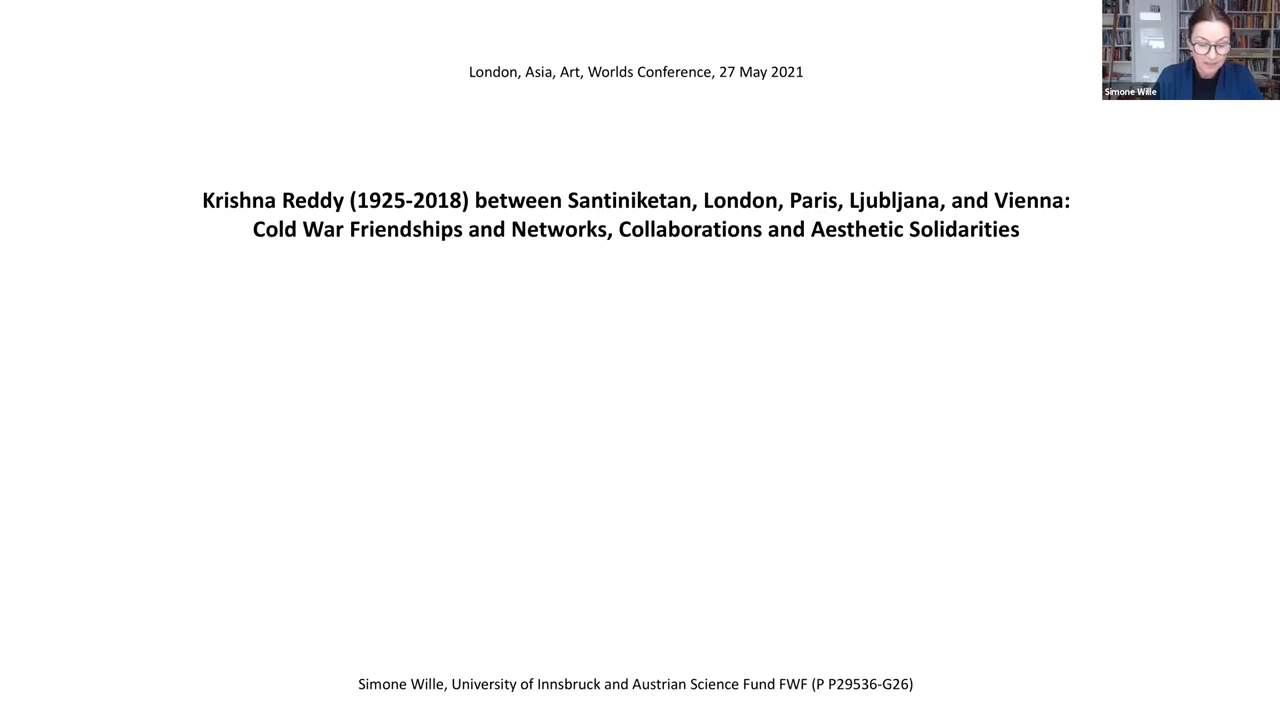 London, Asia, Art, Worlds Conference, 27 May 2021
Simone Wille
Krishna Reddy (1925-2018) between Santiniketan, London, Paris, Ljubljana, and Vienna:
Cold War Friendships and Networks, Collaborations and Aesthetic Solidarities
Simone Wille, University of Innsbruck and Austrian Science Fund FWF (P P29536-G26)